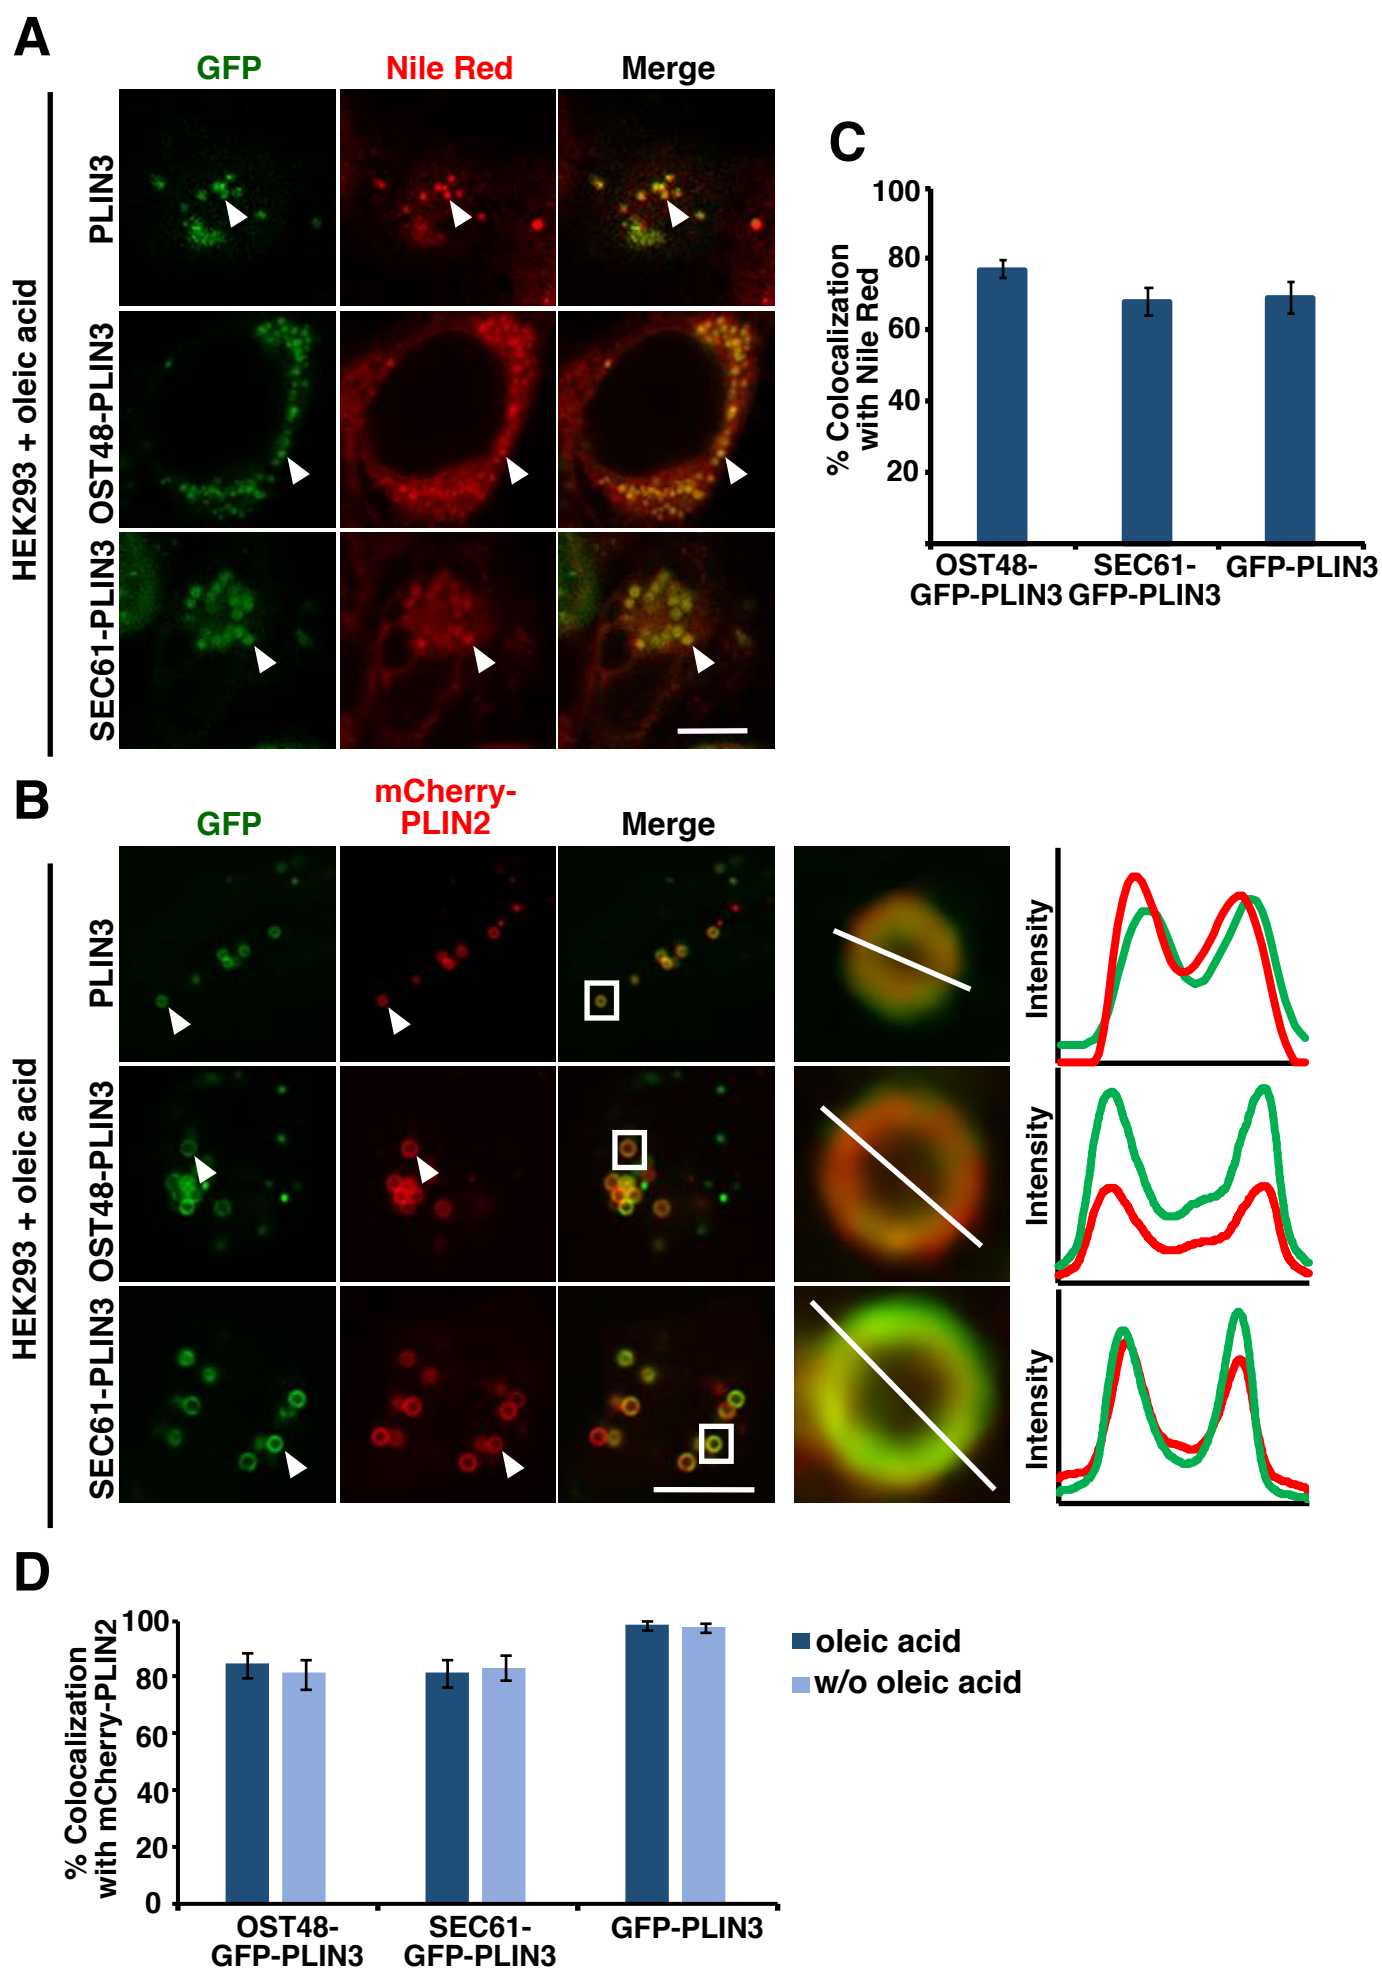 A
GFP
Nile Red
Merge
HEK293 + oleic acid
PLIN3
OST48-PLIN3
SEC61-PLIN3
C
% Colocalization
with Nile Red
100
80
60
40
20
OST48-
GFP-PLIN3
SEC61-
GFP-PLIN3
GFP-PLIN3
B
GFP
mCherry-
PLIN2
Merge
HEK293 + oleic acid
PLIN3
OST48-PLIN3
SEC61-PLIN3
Intensity
Intensity
Intensity
D
% Colocalization
with mCherry-PLIN2
100
80
60
40
20
0
OST48-
GFP-PLIN3
SEC61-
GFP-PLIN3
GFP-PLIN3
oleic acid
w/o oleic acid